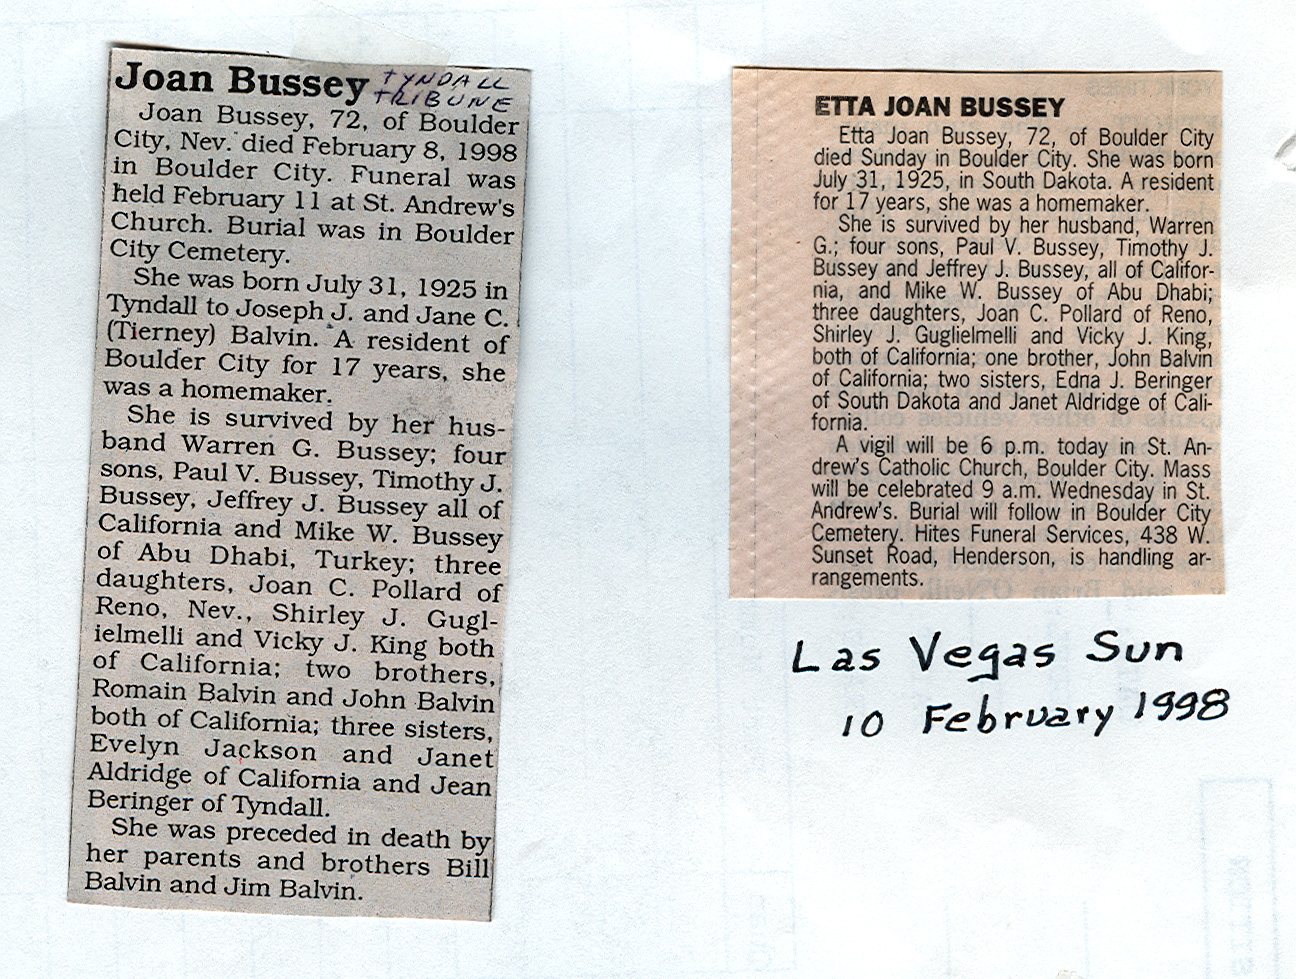 Joan Bussey
TYNDALL
TRIBUNE
Joan Bussey, 72, of Boulder
City, Nev. died February 8, 1998
in Boulder City. Funeral was
held February 11 at St. Andrew's
Church. Burial was in Boulder
City Cemetery.
She was born July 31, 1925 in
Tyndall to Joseph J. and Jane C.
(Tierney) Balvin. A resident of
Boulder City for 17 years, she
was a homemaker.
She is survived by her hus-
band Warren G. Bussey; four
sons, Paul V. Bussey, Timothy J.
Bussey, Jeffrey J. Bussey all of
California and Mike W. Bussey
of Abu Dhabi, Turkey; three
daughters, Joan C. Pollard of
Reno, Nev., Shirley J. Gugl-
ielmelli and Vicky J. King both
of California; two brothers,
Romain Balvin and John Balvin
both of California; three sisters,
Evelyn Jackson and Janet
Aldridge of California and Jean
Beringer of Tyndall.
She was preceded in death by
her parents and brothers Bill
Balvin and Jim Balvin.
ETTA JOAN BUSSEY
Etta Joan Bussey, 72, of Boulder City
died Sunday in Boulder City. She was born
July 31, 1925, in South Dakota. A resident
for 17 years, she was a homemaker.
She is survived by her husband, Warren
G.; four sons, Paul V. Bussey, Timothy J.
Bussey and Jeffrey J. Bussey, all of Califor-
nia, and Mike W. Bussey of Abu Dhabi;
three daughters, Joan C. Pollard of Reno,
Shirley J. Guglielmelli and Vicky J. King,
both of California; one brother, John Balvin
of California; two sisters, Edna J. Beringer
of South Dakota and Janet Aldridge of Cali-
fornia.
A vigil will be 6 p.m. today in St. An-
drew's Catholic Church, Boulder City. Mass
will be celebrated 9 a.m. Wednesday in St.
Andrew's. Burial will follow in Boulder City
Cemetery. Hites Funeral Services, 438 W.
Sunset Road, Henderson, is handling ar-
rangements.
Las Vegas Sun
10 February 1998